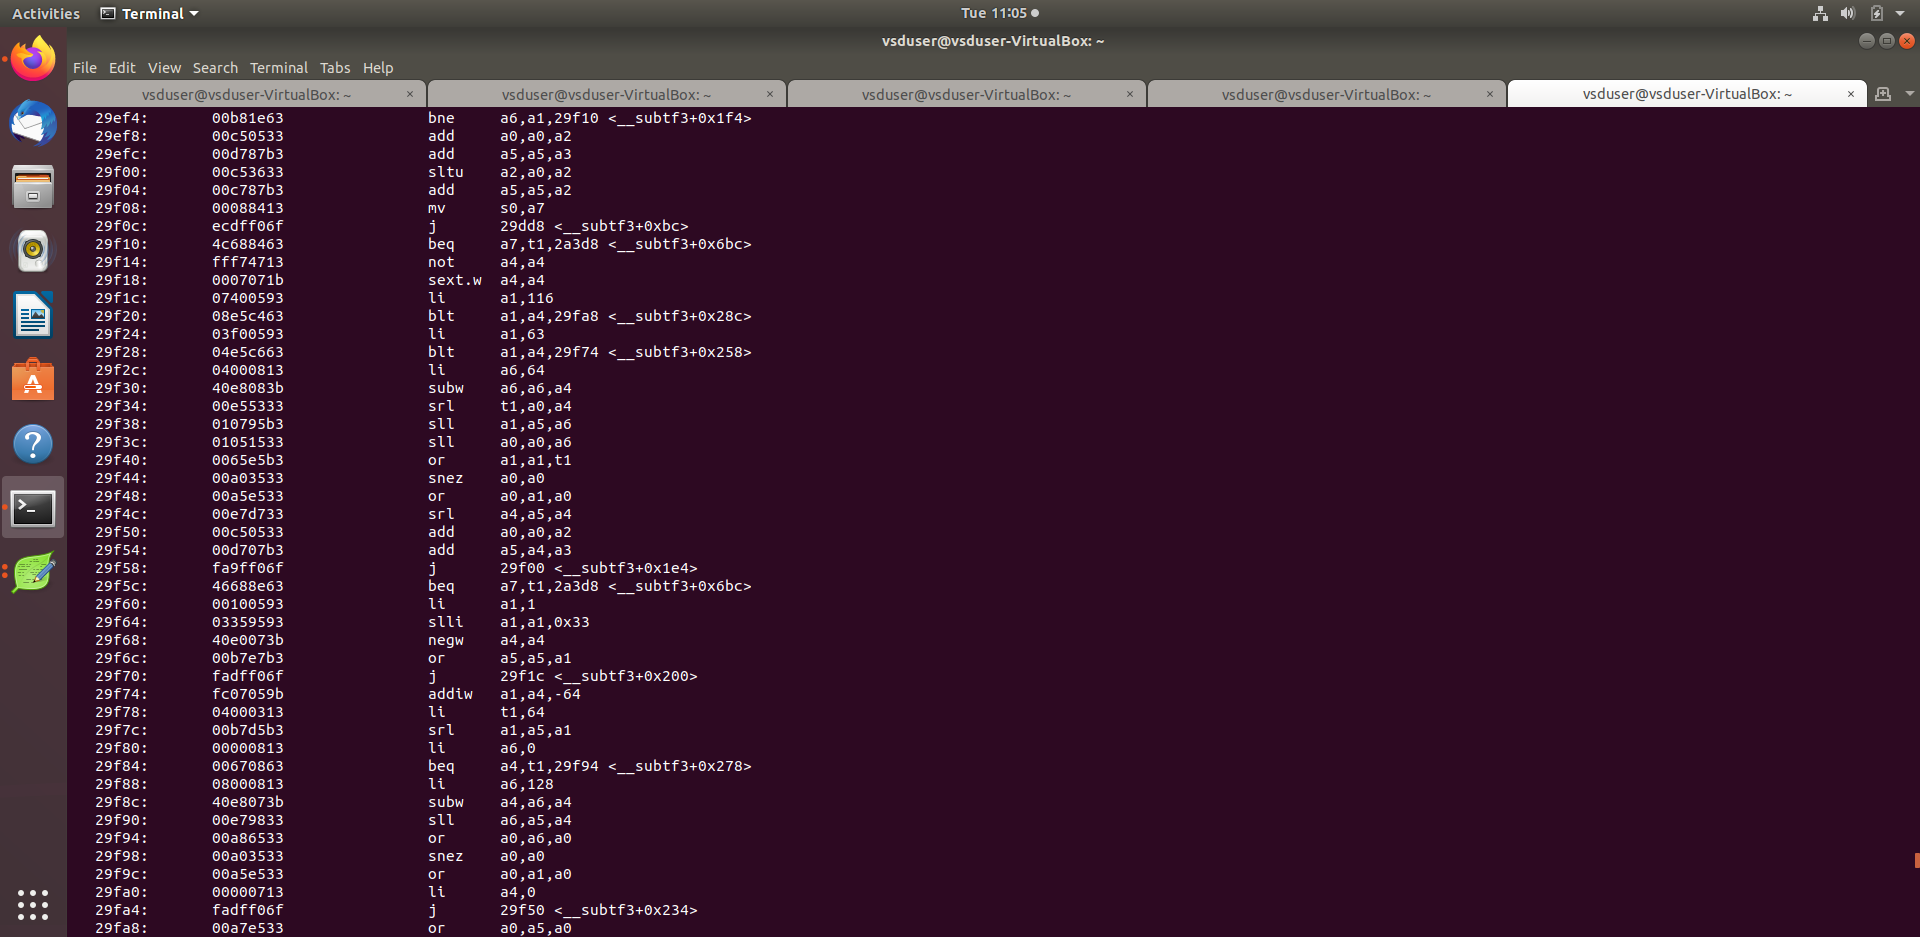 Activities Terminal Tue 11:05
vsduser@vsduser-VirtualBox: ~
File Edit View Search Terminal Tabs Help
vsduser@vsduser-VirtualBox: ~ × vsduser@vsduser-VirtualBox: ~ × vsduser@vsduser-VirtualBox: ~ × vsduser@vsduser-VirtualBox: ~ × vsduser@vsduser-VirtualBox: ~ ×
29ef4: 00b81e63 bne a6,a1,29f10 <__subtf3+0x1f4>
29ef8: 00c50533 add a0,a0,a2
29efc: 00d787b3 add a5,a5,a3
29f00: 00c53633 sltu a2,a0,a2
29f04: 00c787b3 add a5,a5,a2
29f08: 00088413 mv s0,a7
29f0c: ecdff06f j 29dd8 <__subtf3+0xbc>
29f10: 4c688463 beq a7,t1,2a3d8 <__subtf3+0x6bc>
29f14: fff74713 not a4,a4
29f18: 0007071b sext.w a4,a4
29f1c: 07400593 li a1,116
29f20: 08e5c463 blt a1,a4,29fa8 <__subtf3+0x28c>
29f24: 03f00593 li a1,63
29f28: 04e5c663 blt a1,a4,29f74 <__subtf3+0x258>
29f2c: 04000813 li a6,64
29f30: 40e8083b subw a6,a6,a4
29f34: 00e55333 srl t1,a0,a4
29f38: 010795b3 sll a1,a5,a6
29f3c: 01051533 sll a0,a0,a6
29f40: 0065e5b3 or a1,a1,t1
29f44: 00a03533 snez a0,a0
29f48: 00a5e533 or a0,a1,a0
29f4c: 00e7d733 srl a4,a5,a4
29f50: 00c50533 add a0,a0,a2
29f54: 00d707b3 add a5,a4,a3
29f58: fa9ff06f j 29f00 <__subtf3+0x1e4>
29f5c: 46688e63 beq a7,t1,2a3d8 <__subtf3+0x6bc>
29f60: 00100593 li a1,1
29f64: 03359593 slli a1,a1,0x33
29f68: 40e0073b negw a4,a4
29f6c: 00b7e7b3 or a5,a5,a1
29f70: fadff06f j 29f1c <__subtf3+0x200>
29f74: fc07059b addiw a1,a4,-64
29f78: 04000313 li t1,64
29f7c: 00b7d5b3 srl a1,a5,a1
29f80: 00000813 li a6,0
29f84: 00670863 beq a4,t1,29f94 <__subtf3+0x278>
29f88: 08000813 li a6,128
29f8c: 40e8073b subw a4,a6,a4
29f90: 00e79833 sll a6,a5,a4
29f94: 00a86533 or a0,a6,a0
29f98: 00a03533 snez a0,a0
29f9c: 00a5e533 or a0,a1,a0
29fa0: 00000713 li a4,0
29fa4: fadff06f j 29f50 <__subtf3+0x234>
29fa8: 00a7e533 or a0,a5,a0